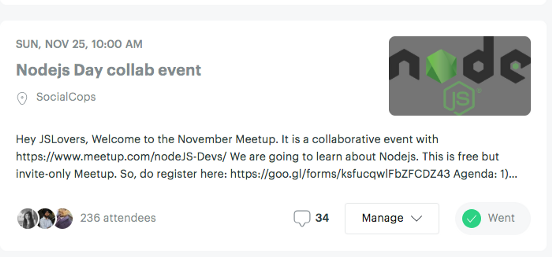 SUN, NOV 25, 10:00 AM
Nodejs Day collab event
SocialCops
node
JS
Hey JSLovers, Welcome to the November Meetup. It is a collaborative event with
https://www.meetup.com/nodeJS-Devs/ We are going to learn about Nodejs. This is free but
invite-only Meetup. So, do register here: https://goo.gl/forms/ksfucqwlFbZFCDZ43 Agenda: 1)...
236 attendees
34
Manage
Went